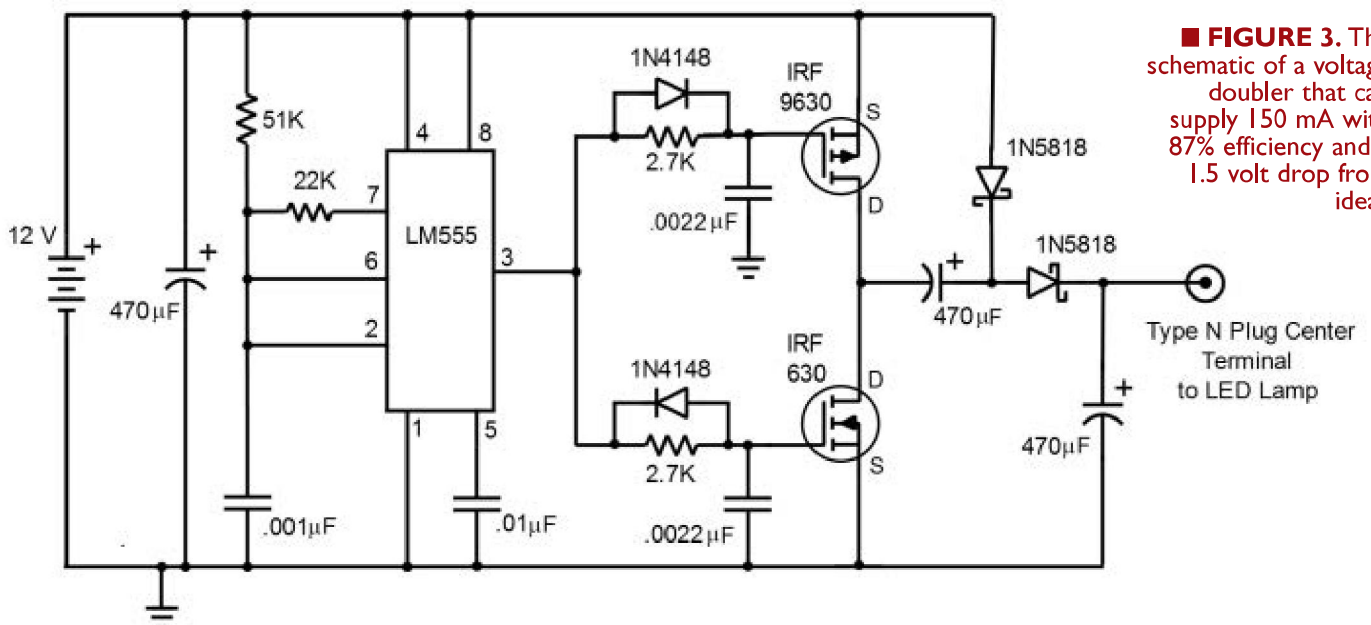 ■ FIGURE 3. Th
schematic of a voltag
doubler that ca
supply 150 mA wit
87% efficiency and
1.5 volt drop fro
idea
12 V
+
470µF
51K
22K
7
6
2
4
8
LM555
3
1
5
.001µF
.01µF
1N4148
2.7K
.0022µF
IRF
9630
S
D
1N4148
2.7K
.0022µF
IRF
630
D
S
+
470µF
1N5818
1N5818
+
470µF
Type N Plug Center
Terminal
to LED Lamp